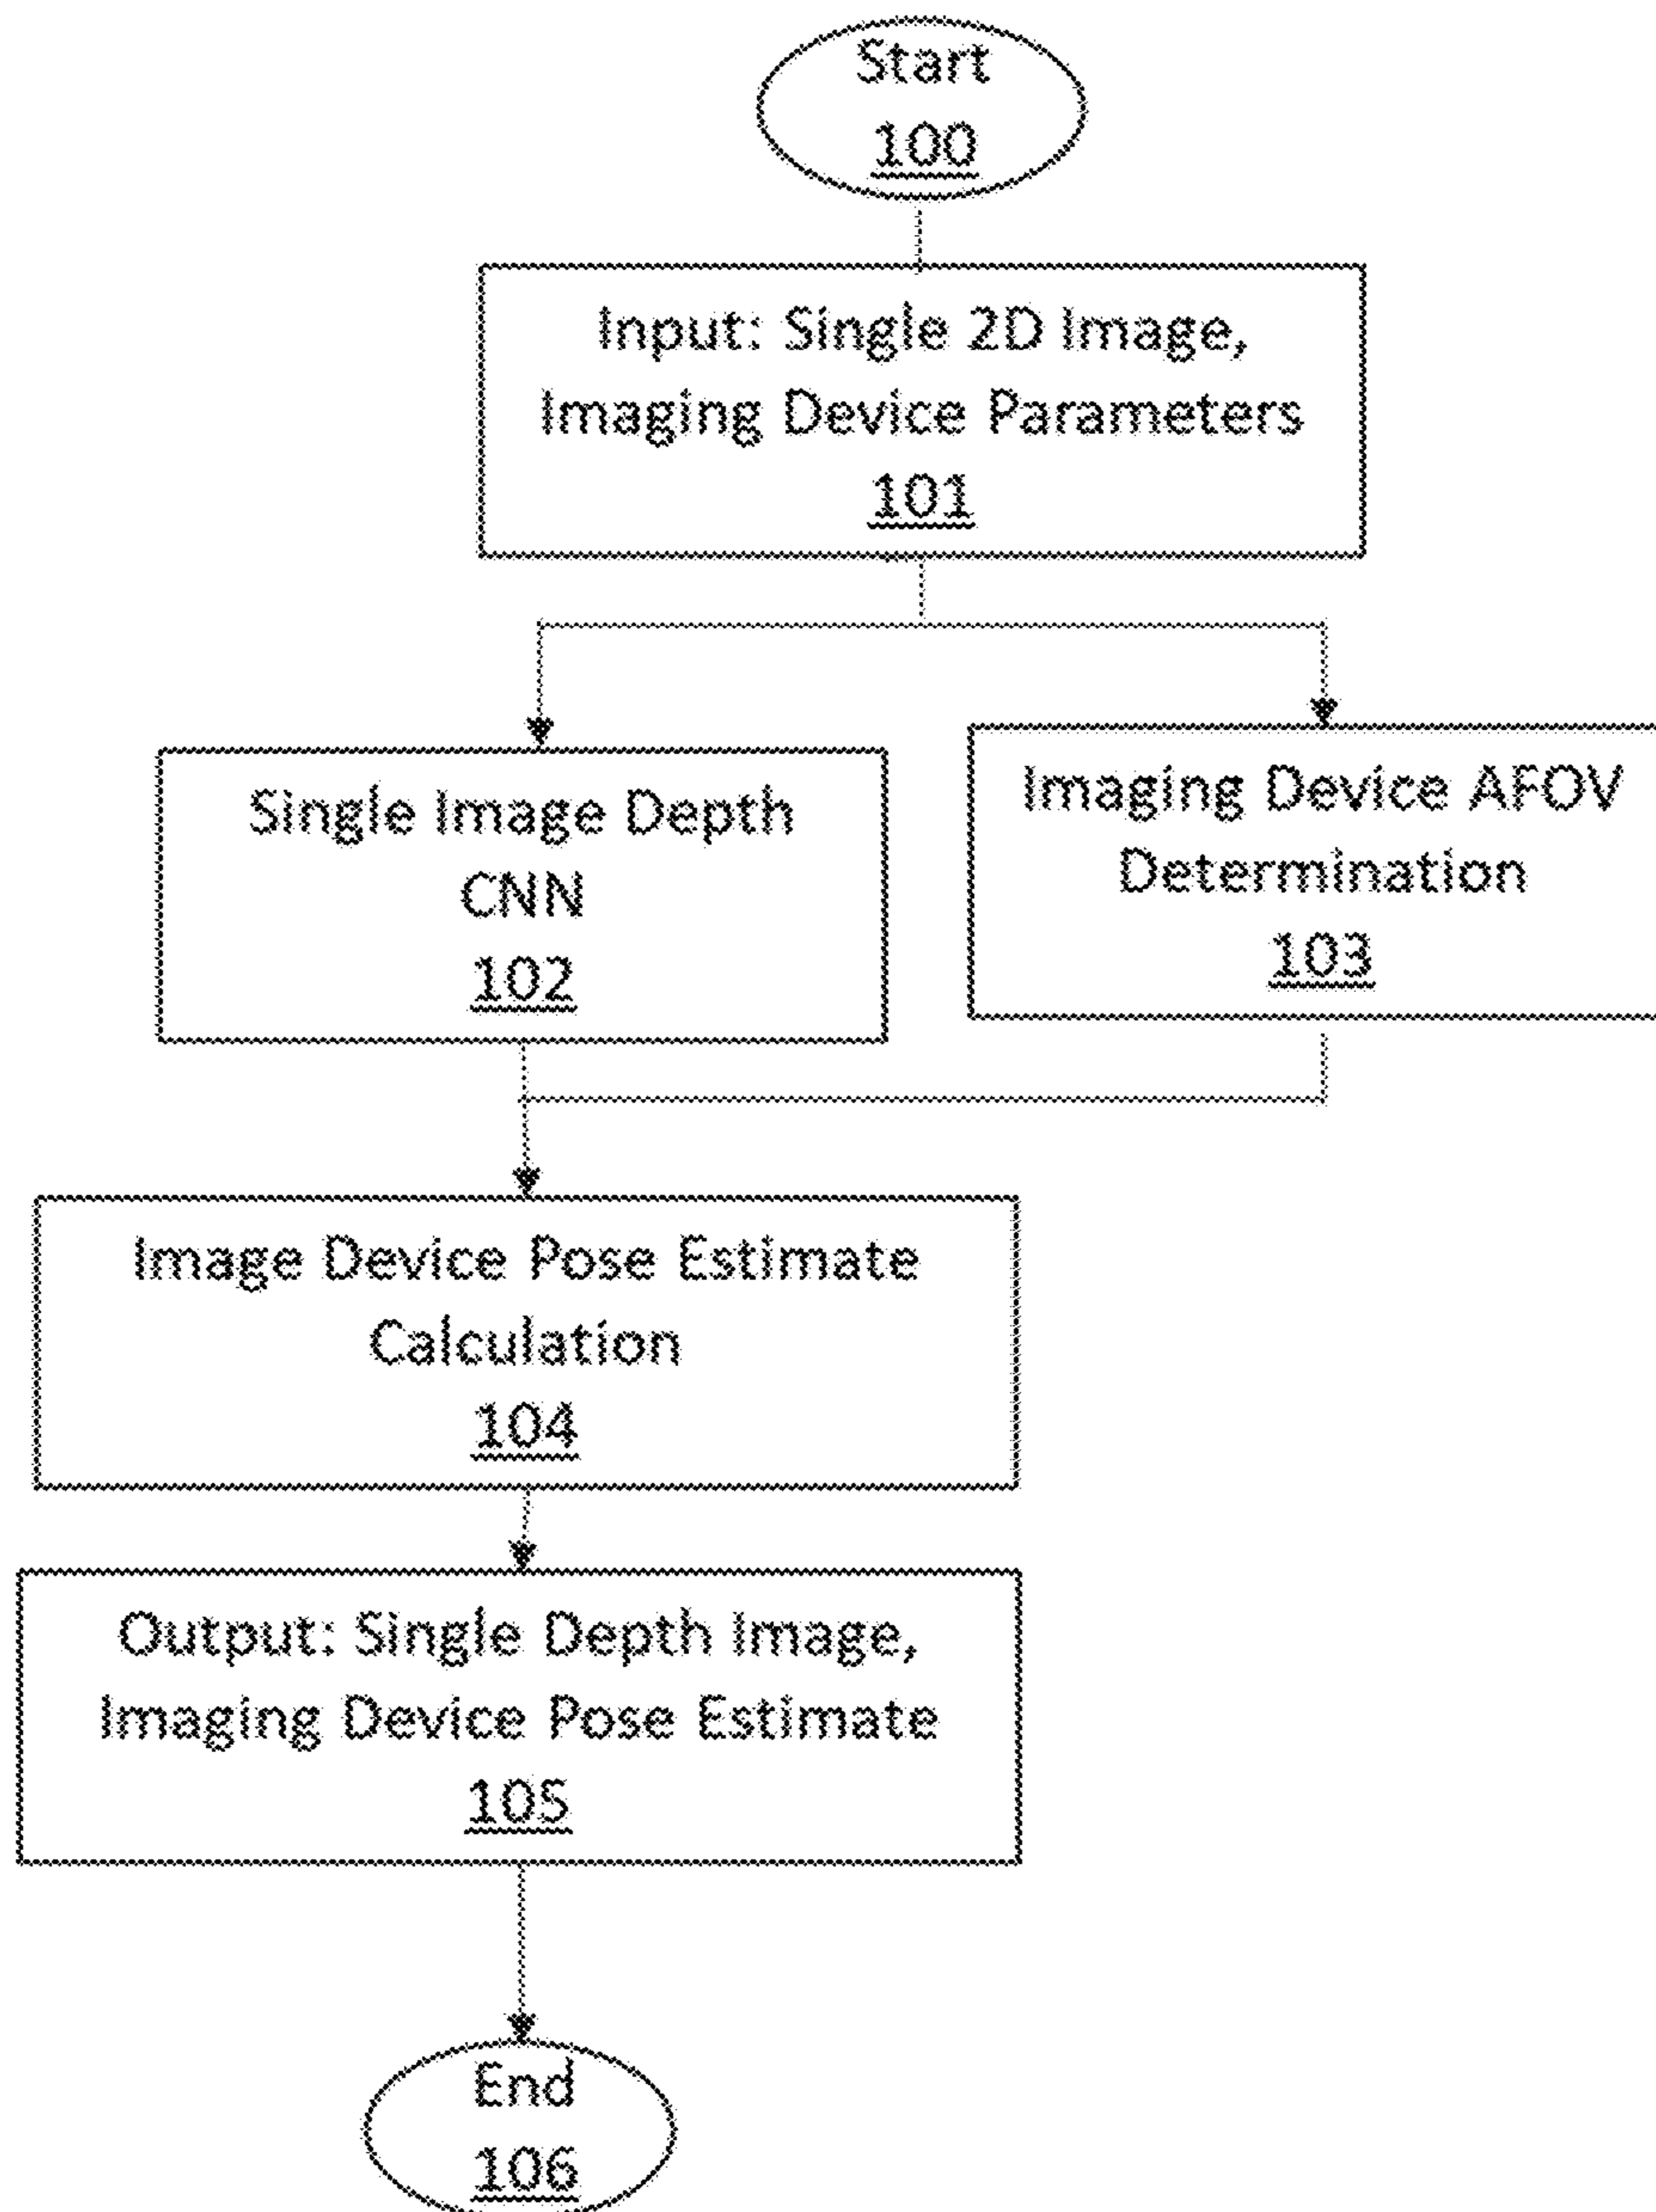 Start
100
Input: Single 2D Image,
Imaging Device Parameters
101
Single Image Depth
CNN
102
Imaging Device AFOV
Determination
103
Image Device Pose Estimate
Calculation
104
Output: Single Depth Image,
Imaging Device Pose Estimate
105
End
106